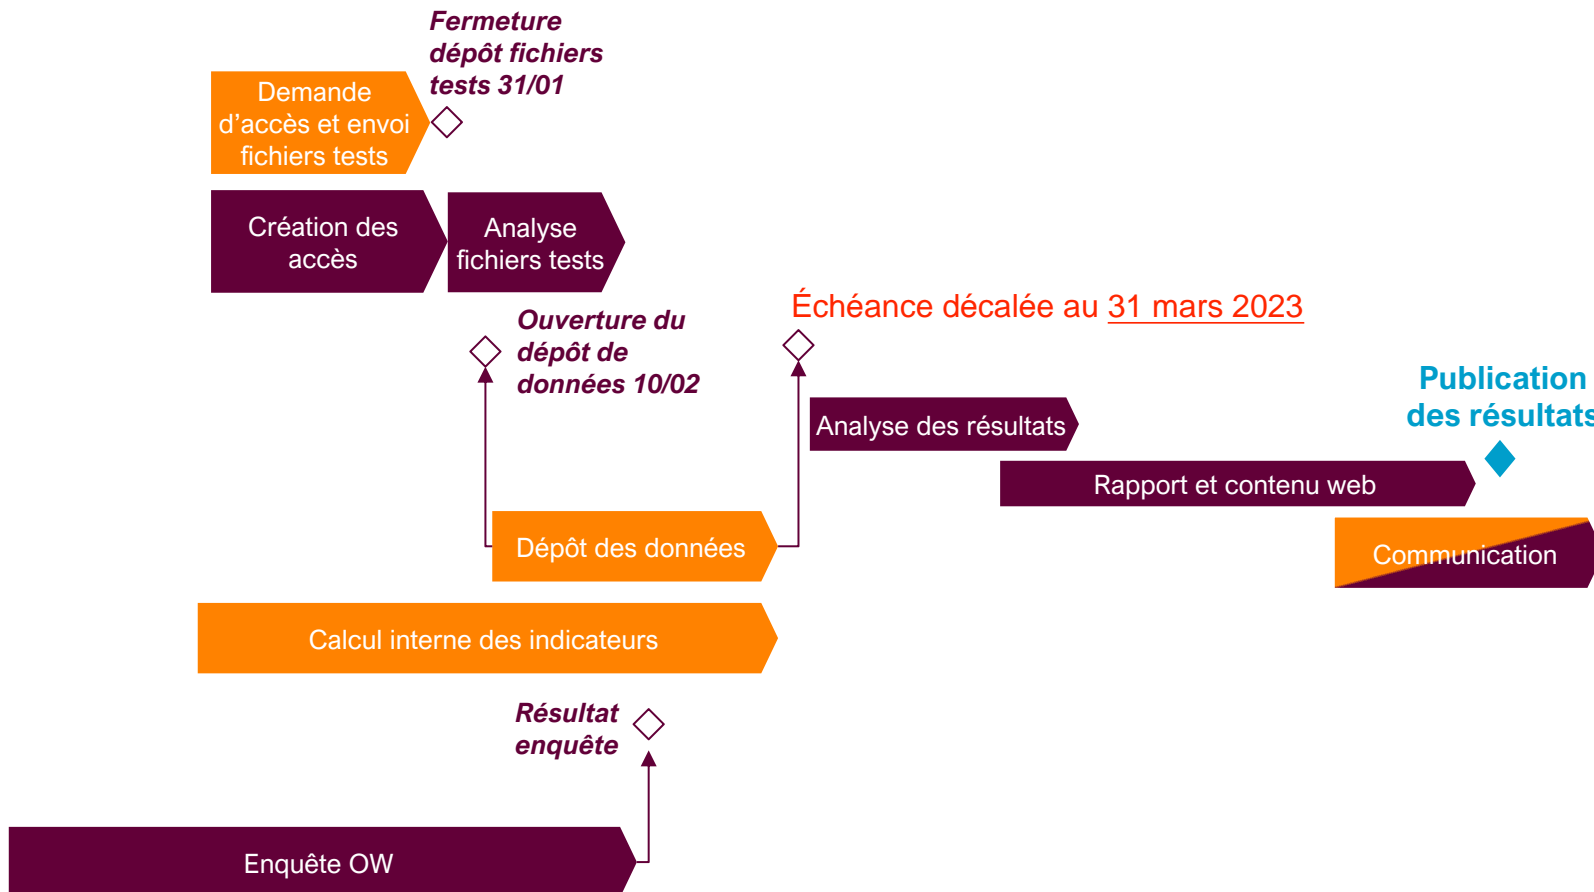 Fermeture
dépôt fichiers
tests 31/01
Demande
d’accès et envoi
fichiers tests
Création des
accès
Analyse
fichiers tests
Ouverture du
dépôt de
données 10/02
Échéance décalée au 31 mars 2023
Publication
des résultats
Analyse des résultats
Rapport et contenu web
Dépôt des données
Communication
Calcul interne des indicateurs
Résultat
enquête
Enquête OW